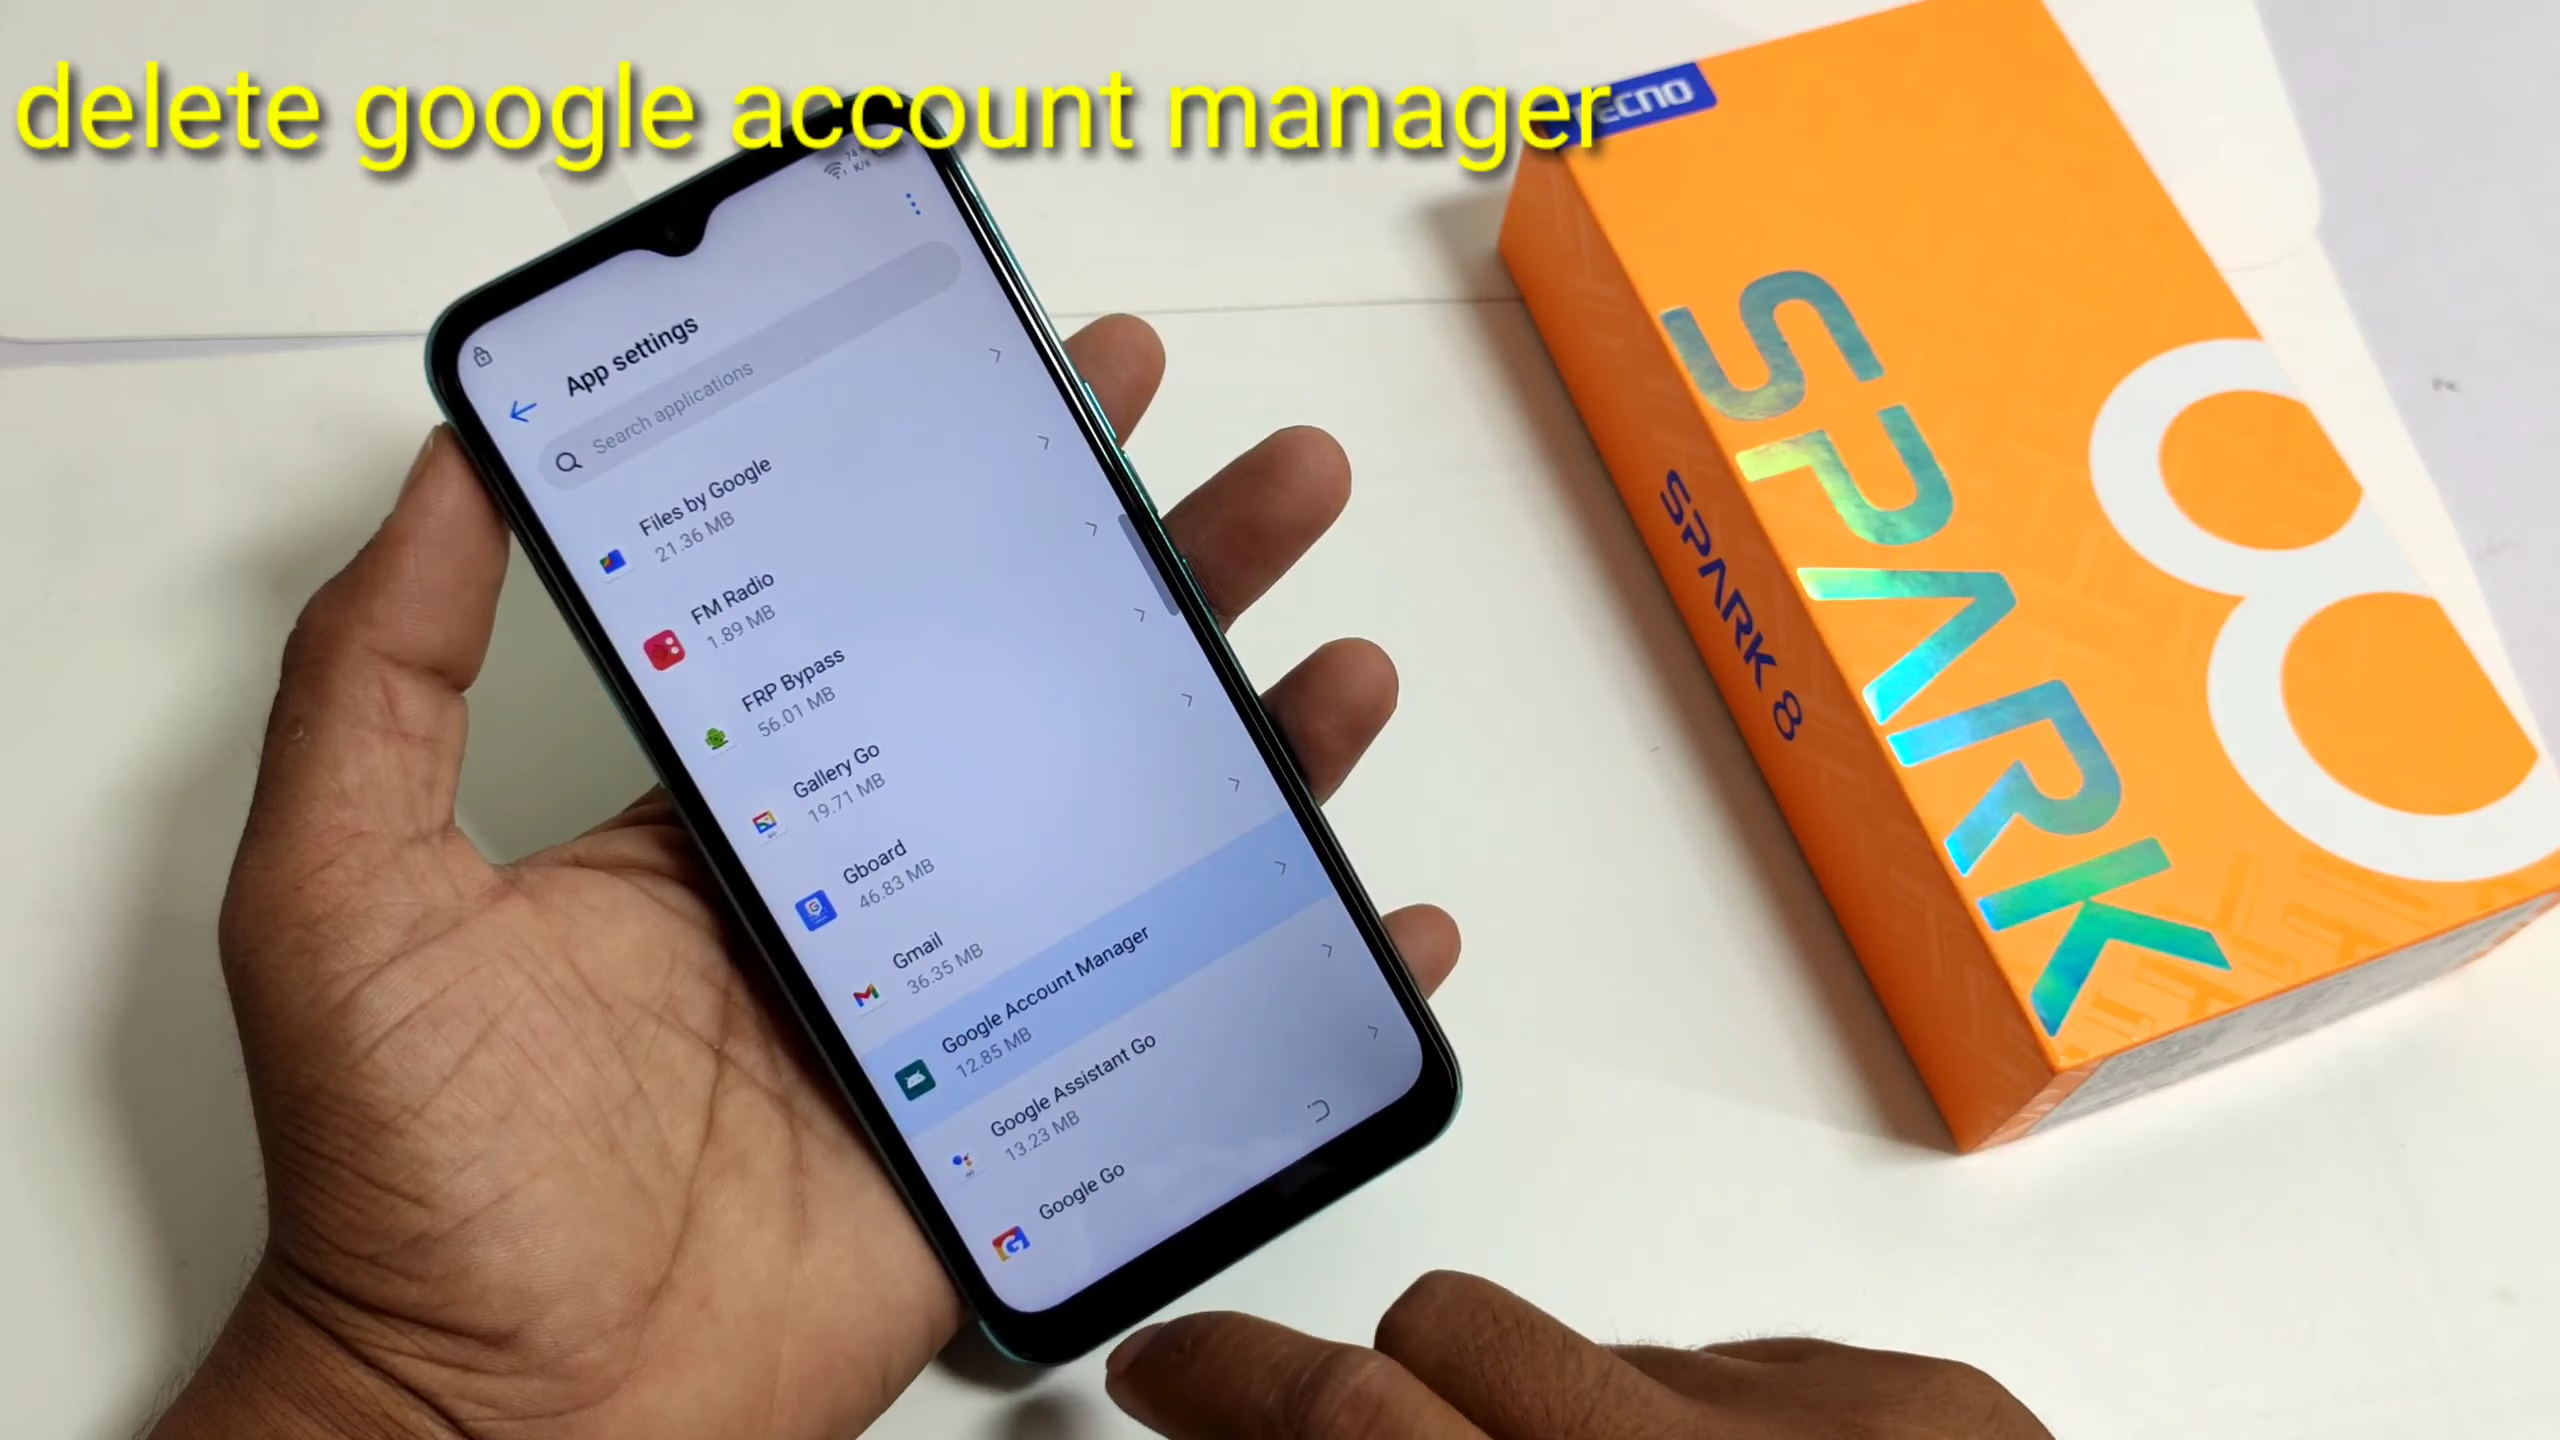 delete google account manager
App settings
Search applications
Files by Google
21.36 MB
FM Radio
1.89 MB
FRP Bypass
56.01 MB
Gallery Go
19.71 MB
Gboard
46.83 MB
Gmail
36.35 MB
Google Account Manager
12.85 MB
Google Assistant Go
13.23 MB
Google Go
TECNO
SPARK 8
SPARK 8